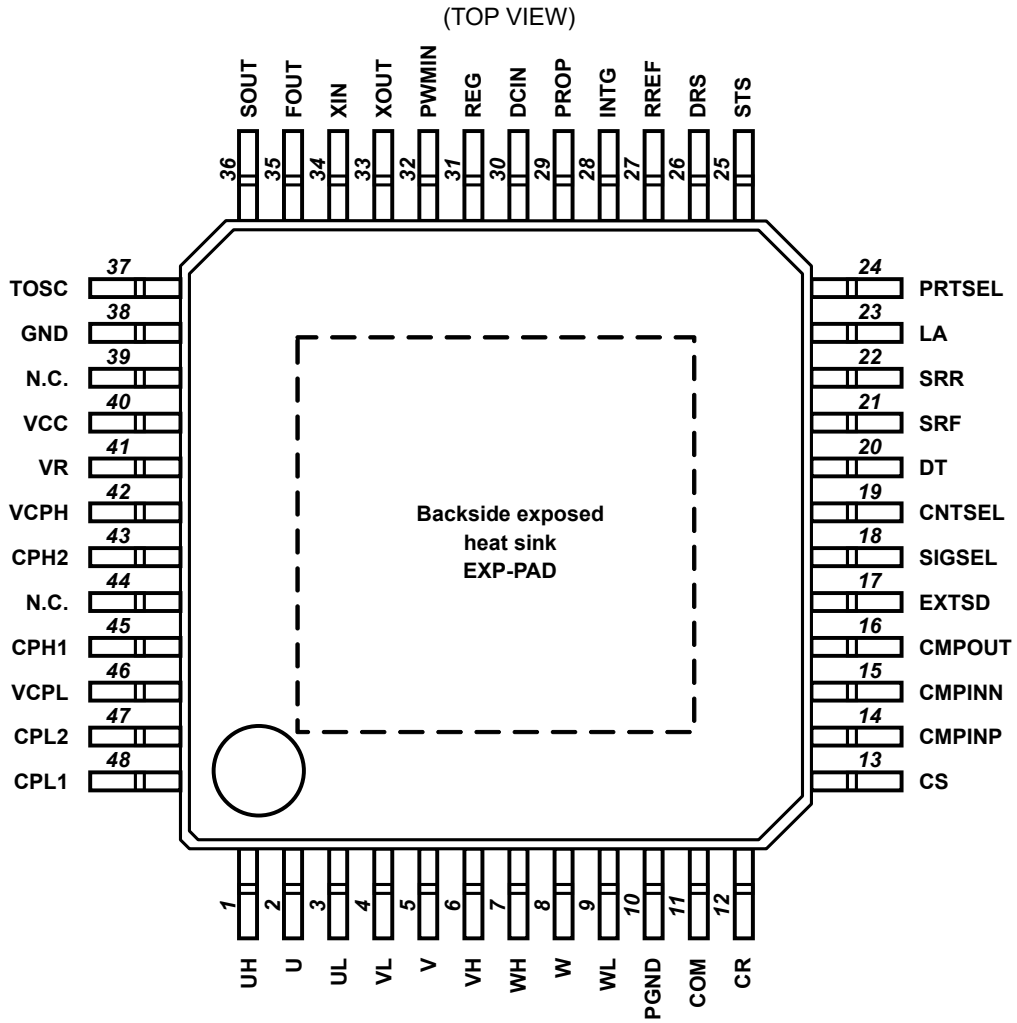 (TOP VIEW)
SOUT
FOUT
XIN
XOUT
PWMIN
REG
DCIN
PROP
INTG
RREF
DRS
STS
36
35
34
33
32
31
30
29
28
27
26
25
37
TOSC
38
GND
39
N.C.
40
VCC
41
VR
42
VCPH
43
CPH2
44
N.C.
45
CPH1
46
VCPL
47
CPL2
48
CPL1
Backside exposed
heat sink
EXP-PAD
24
PRTSEL
23
LA
22
SRR
21
SRF
20
DT
19
CNTSEL
18
SIGSEL
17
EXTSD
16
CMPOUT
15
CMPINN
14
CMPINP
13
CS
1
2
3
4
5
6
7
8
9
10
11
12
UH
U
UL
VL
V
VH
WH
W
WL
PGND
COM
CR